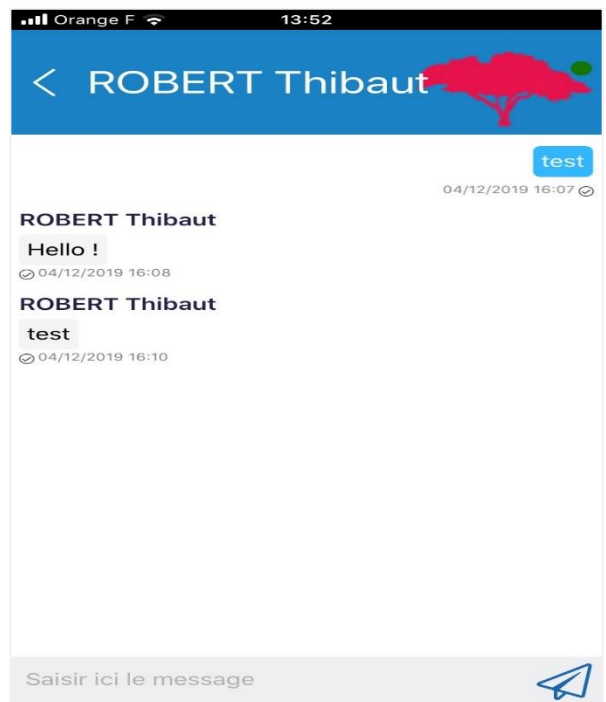 Orange F 13:52
ROBERT Thibaut
test
04/12/2019 16:07
ROBERT Thibaut
Hello !
04/12/2019 16:08
ROBERT Thibaut
test
04/12/2019 16:10
Saisir ici le message